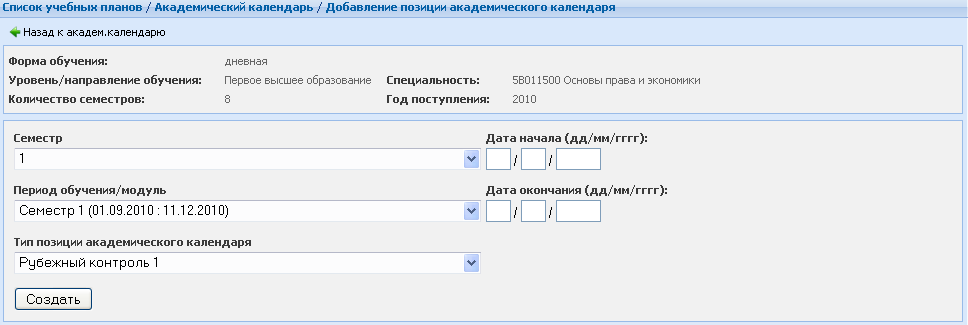 Список учебных планов / Академический календарь / Добавление позиции академического календаря
Назад к академ.календарю
Форма обучения: дневная
Уровень/направление обучения: Первое высшее образование Специальность: 5B011500 Основы права и экономики
Количество семестров: 8 Год поступления: 2010
Семестр Дата начала (дд/мм/гггг):
1 / /
Период обучения/модуль Дата окончания (дд/мм/гггг):
Семестр 1 (01.09.2010 : 11.12.2010) / /
Тип позиции академического календаря
Рубежный контроль 1
Создать